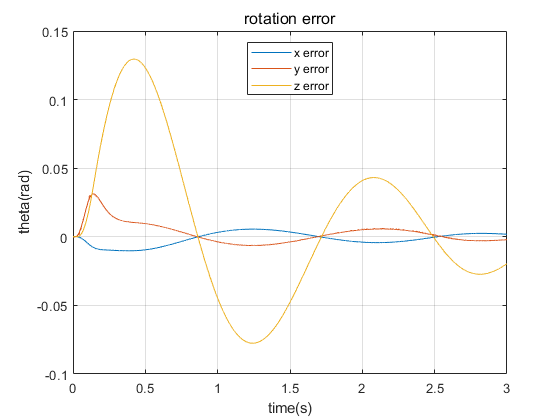 rotation error
x error
y error
z error
0.15
0.1
0.05
0
-0.05
-0.1
theta(rad)
0 0.5 1 1.5 2 2.5 3
time(s)